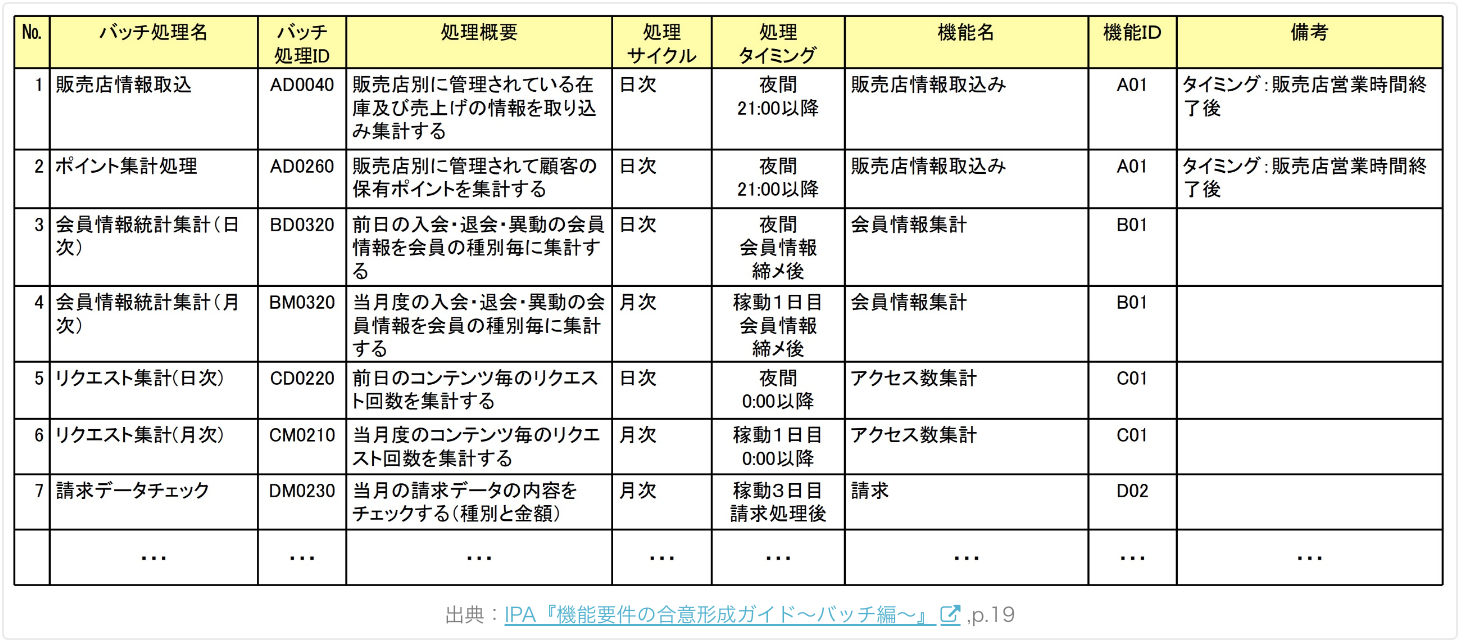 No. バッチ処理名 バッチ処理ID 処理概要 処理サイクル 処理タイミング 機能名 機能ID 備考
1 販売店情報取込 AD0040 販売店別に管理されている在庫及び売上げの情報を取り込み集計する 日次 夜間 21:00以降 販売店情報取込み A01 タイミング：販売店営業時間終了後
2 ポイント集計処理 AD0260 販売店別に管理されて顧客の保有ポイントを集計する 日次 夜間 21:00以降 販売店情報取込み A01 タイミング：販売店営業時間終了後
3 会員情報統計集計（日次） BD0320 前日の入会・退会・異動の会員情報を会員の種別毎に集計する 日次 夜間 会員情報 締〆後 会員情報集計 B01
4 会員情報統計集計（月次） BM0320 当月度の入会・退会・異動の会員情報を会員の種別毎に集計する 月次 稼動１日目 会員情報 締〆後 会員情報集計 B01
5 リクエスト集計（日次） CD0220 前日のコンテンツ毎のリクエスト回数を集計する 日次 夜間 0:00以降 アクセス数集計 C01
6 リクエスト集計（月次） CM0210 当月度のコンテンツ毎のリクエスト回数を集計する 月次 稼動１日目 0:00以降 アクセス数集計 C01
7 請求データチェック DM0230 当月の請求データの内容をチェックする（種別と金額） 月次 稼動３日目 請求処理後 請求 D02
… … … … … … … …
出典：IPA『機能要件の合意形成ガイド～バッチ編～』 ,p.19